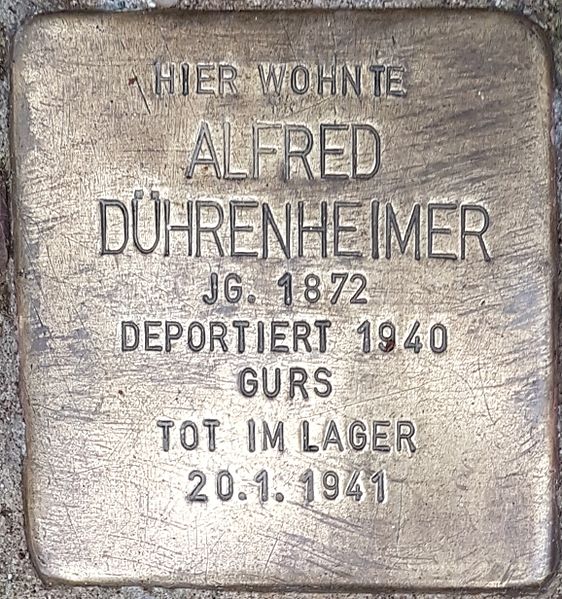 HIER WOHNTE
ALFRED
DÜHRENHEIMER
JG. 1872
DEPORTIERT 1940
GURS
TOT IM LAGER
20.1.1941